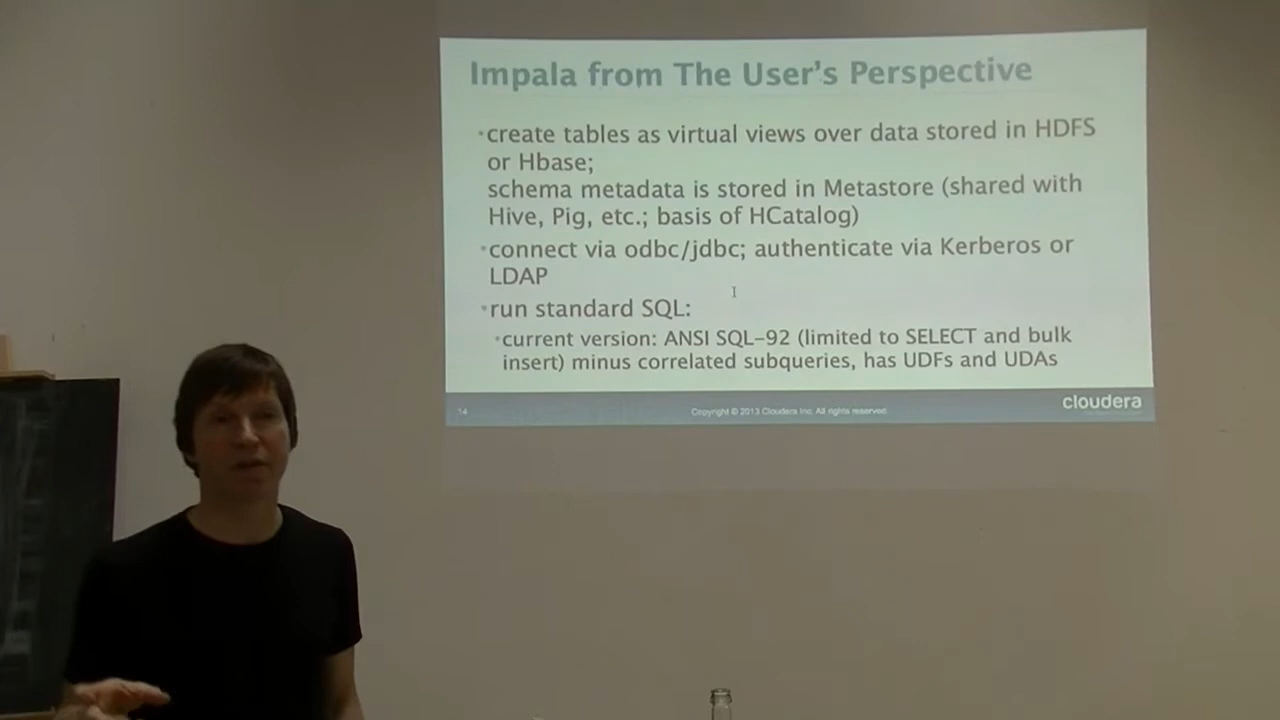 Impala from The User's Perspective
•create tables as virtual views over data stored in HDFS
or Hbase;
schema metadata is stored in Metastore (shared with
Hive, Pig, etc.; basis of HCatalog)
•connect via odbc/jdbc; authenticate via Kerberos or
LDAP
•run standard SQL:
•current version: ANSI SQL-92 (limited to SELECT and bulk
insert) minus correlated subqueries, has UDFs and UDAs
14
Copyright © 2013 Cloudera Inc. All rights reserved.
cloudera